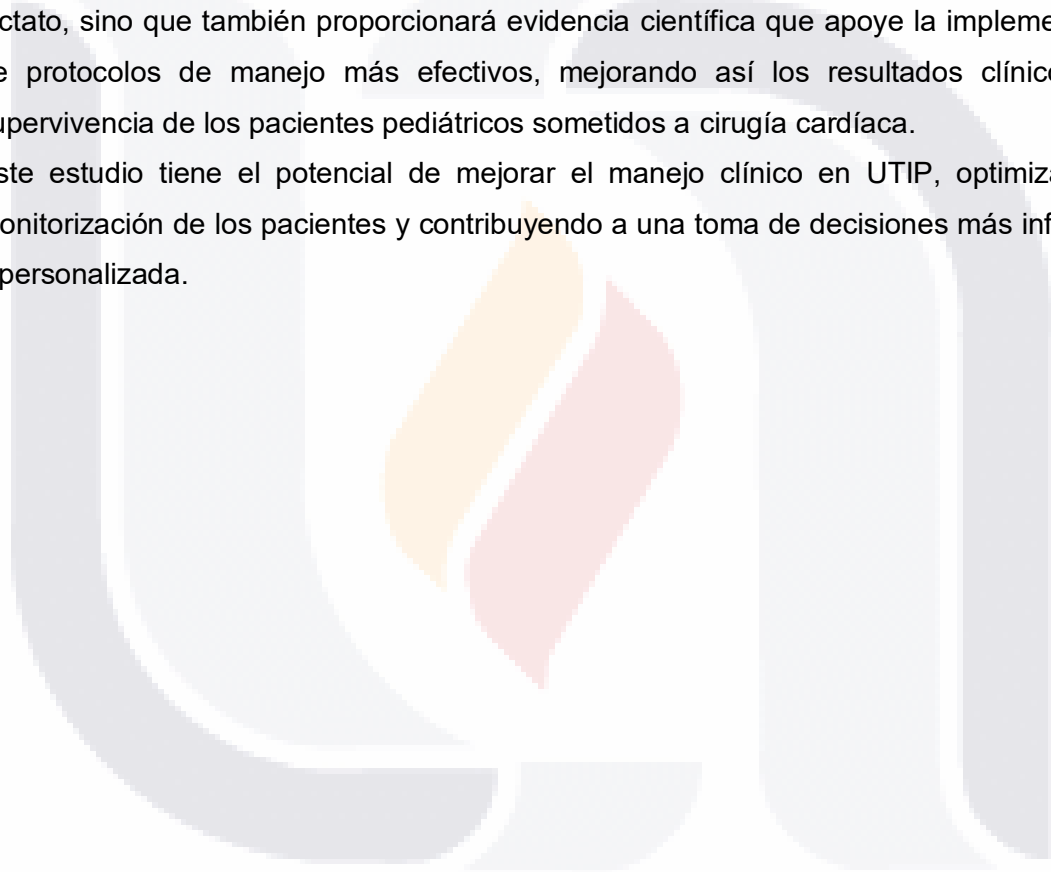 ctato, sino que también proporcionará evidencia científica que apoye la impleme
e protocolos de manejo más efectivos, mejorando así los resultados clínic
upervivencia de los pacientes pediátricos sometidos a cirugía cardíaca.
ste estudio tiene el potencial de mejorar el manejo clínico en UTIP, optimiza
onitorización de los pacientes y contribuyendo a una toma de decisiones más inf
personalizada.